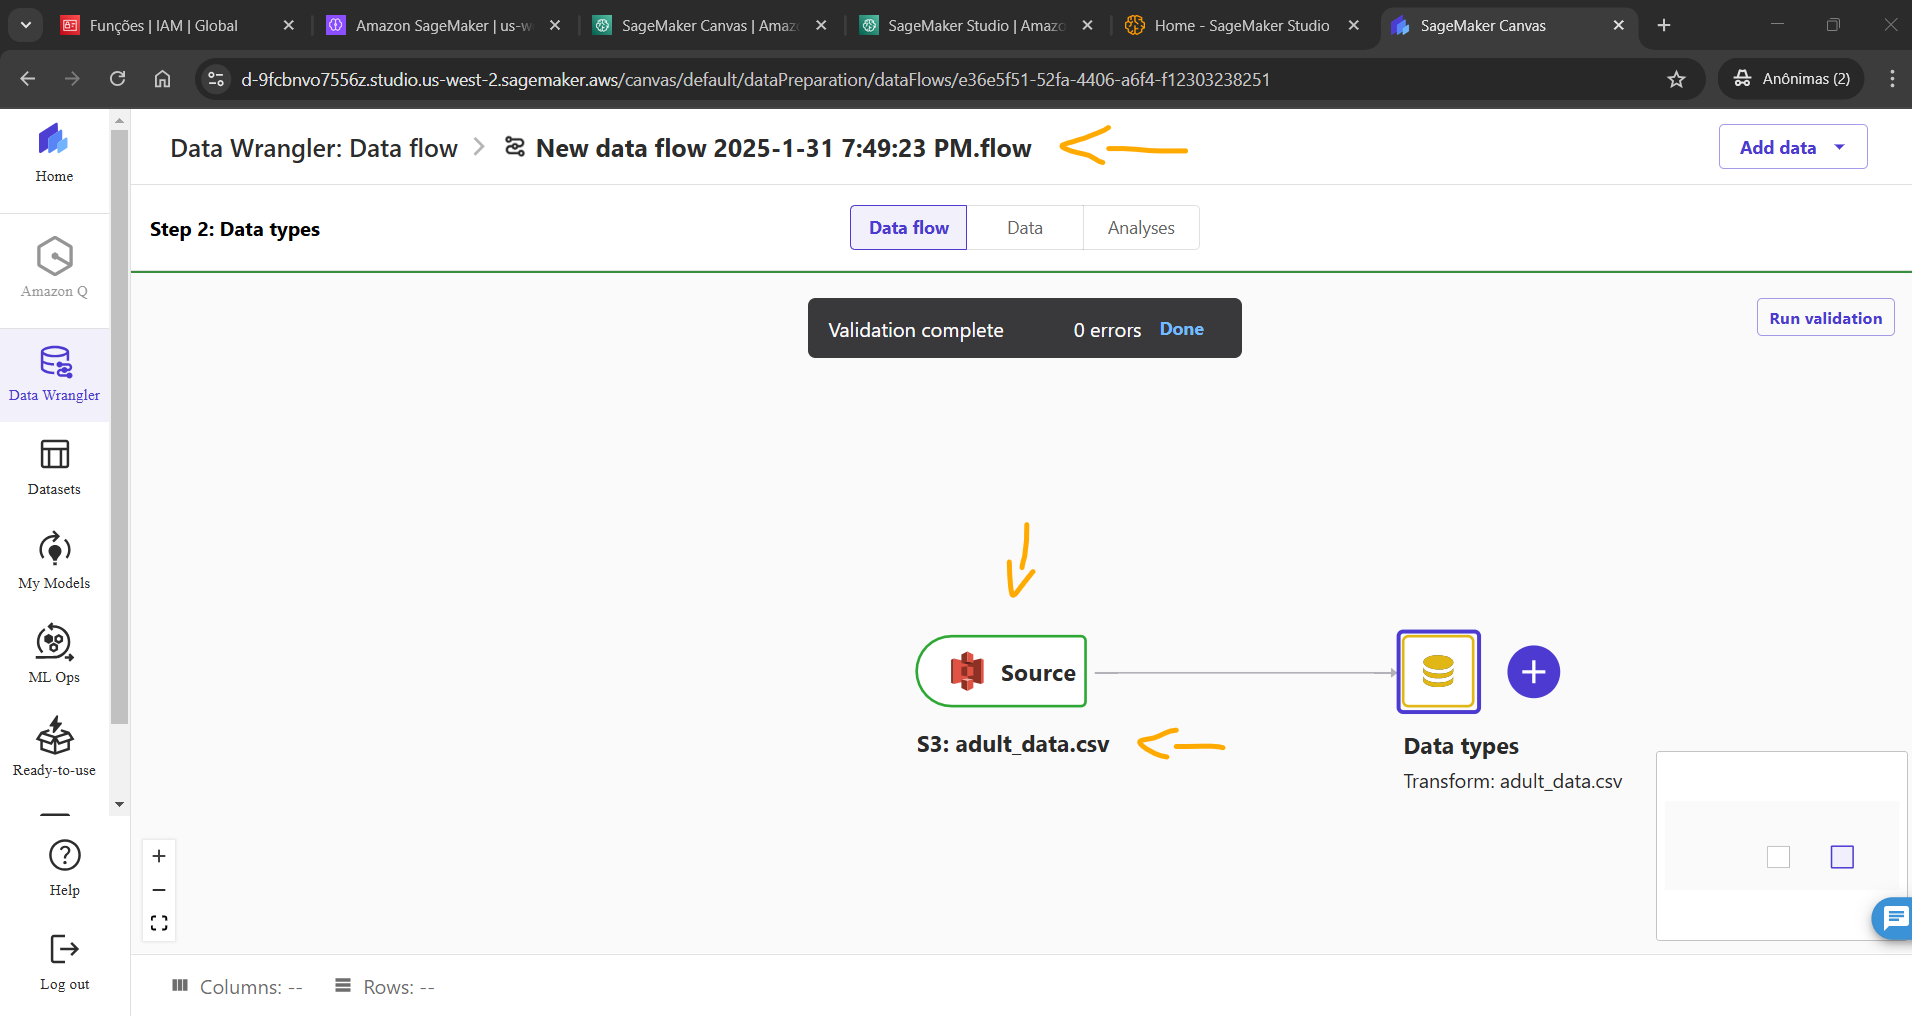 Funções | IAM | Global
Amazon SageMaker | us-w
SageMaker Canvas | Amaz
SageMaker Studio | Amazo
Home - SageMaker Studio
SageMaker Canvas
d-9fcbnvo7556z.studio.us-west-2.sagemaker.aws/canvas/default/dataPreparation/dataFlows/e36e5f51-52fa-4406-a6f4-f12303238251
Anônimas (2)
Home
Amazon Q
Data Wrangler
Datasets
My Models
ML Ops
Ready-to-use
Help
Log out
Data Wrangler: Data flow
New data flow 2025-1-31 7:49:23 PM.flow
Add data
Step 2: Data types
Data flow
Data
Analyses
Validation complete 0 errors Done
Run validation
Source
S3: adult_data.csv
Data types
Transform: adult_data.csv
Columns: --
Rows: --